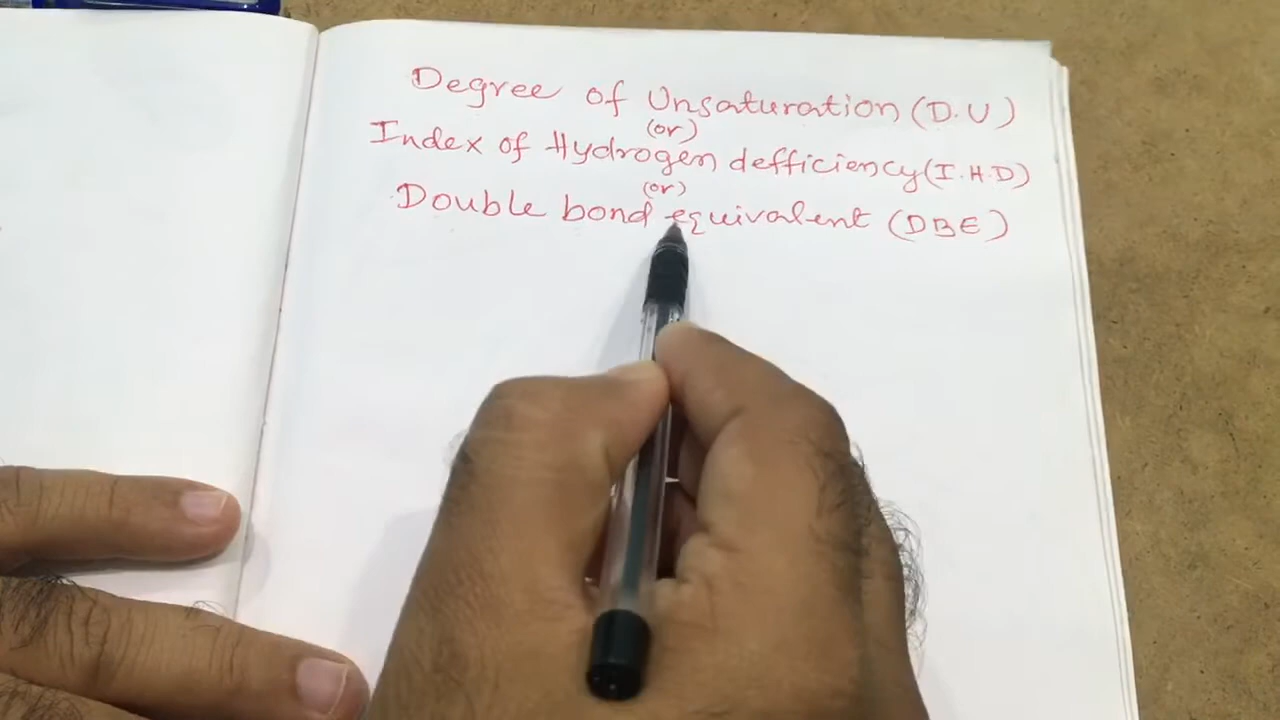 Degree of Unsaturation (D.U)
(or)
Index of Hydrogen defficiency (I.H.D)
(or)
Double bond equivalent (DBE)